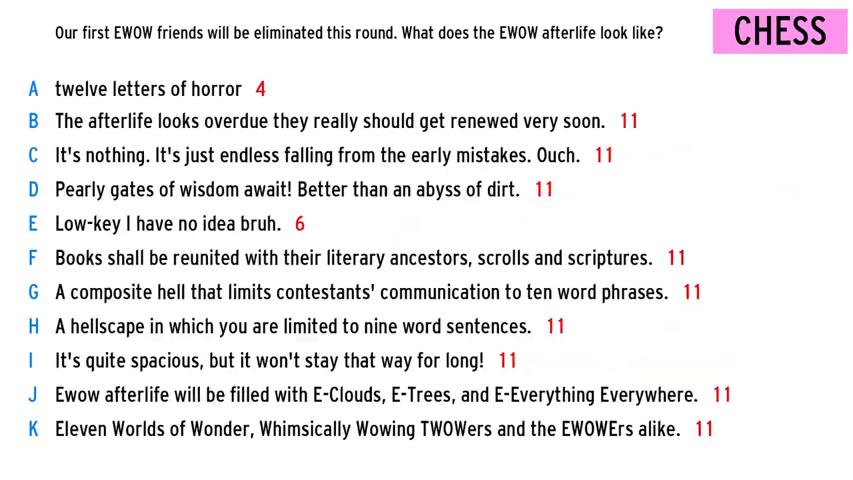 Our first EWOW friends will be eliminated this round. What does the EWOW afterlife look like?
CHESS
A twelve letters of horror 4
B The afterlife looks overdue they really should get renewed very soon. 11
C It's nothing. It's just endless falling from the early mistakes. Ouch. 11
D Pearly gates of wisdom await! Better than an abyss of dirt. 11
E Low-key I have no idea bruh. 6
F Books shall be reunited with their literary ancestors, scrolls and scriptures. 11
G A composite hell that limits contestants' communication to ten word phrases. 11
H A hellscape in which you are limited to nine word sentences. 11
I It's quite spacious, but it won't stay that way for long! 11
J Ewow afterlife will be filled with E-Clouds, E-Trees, and E-Everything Everywhere. 11
K Eleven Worlds of Wonder, Whimsically Wowing TWOWers and the EWOWErs alike. 11